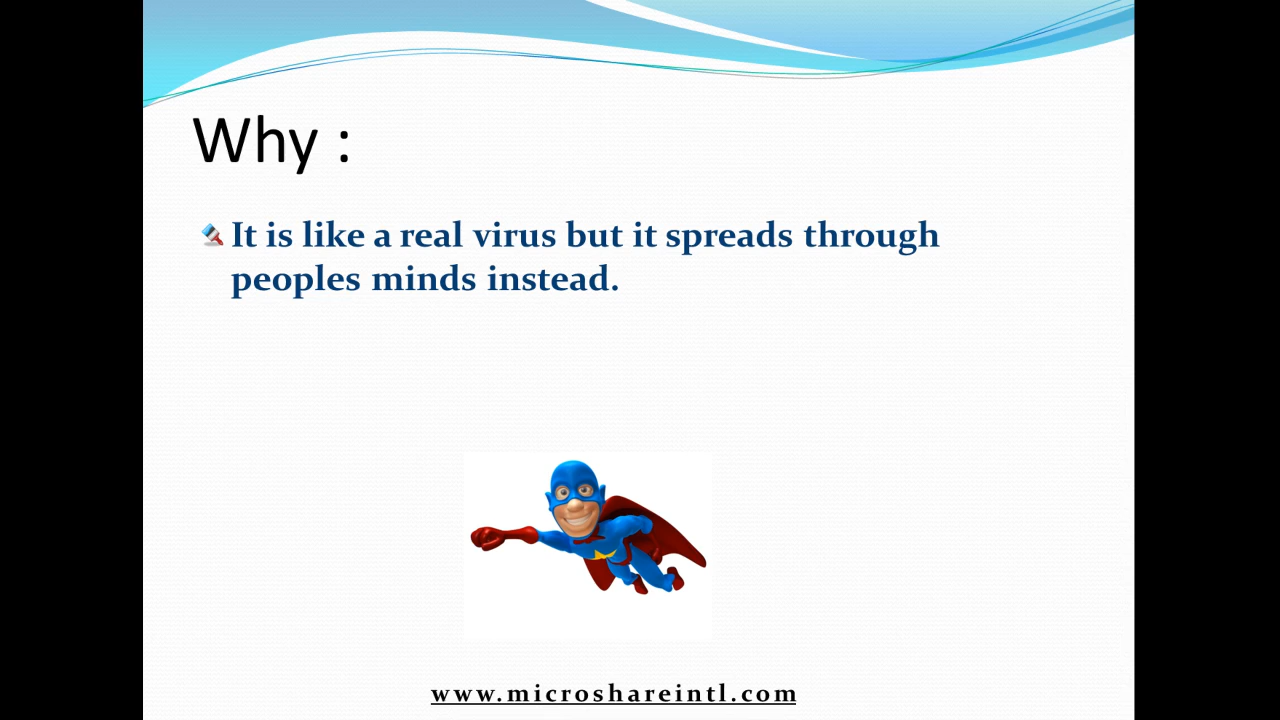 Why :
It is like a real virus but it spreads through
peoples minds instead.
www.microshareintl.com